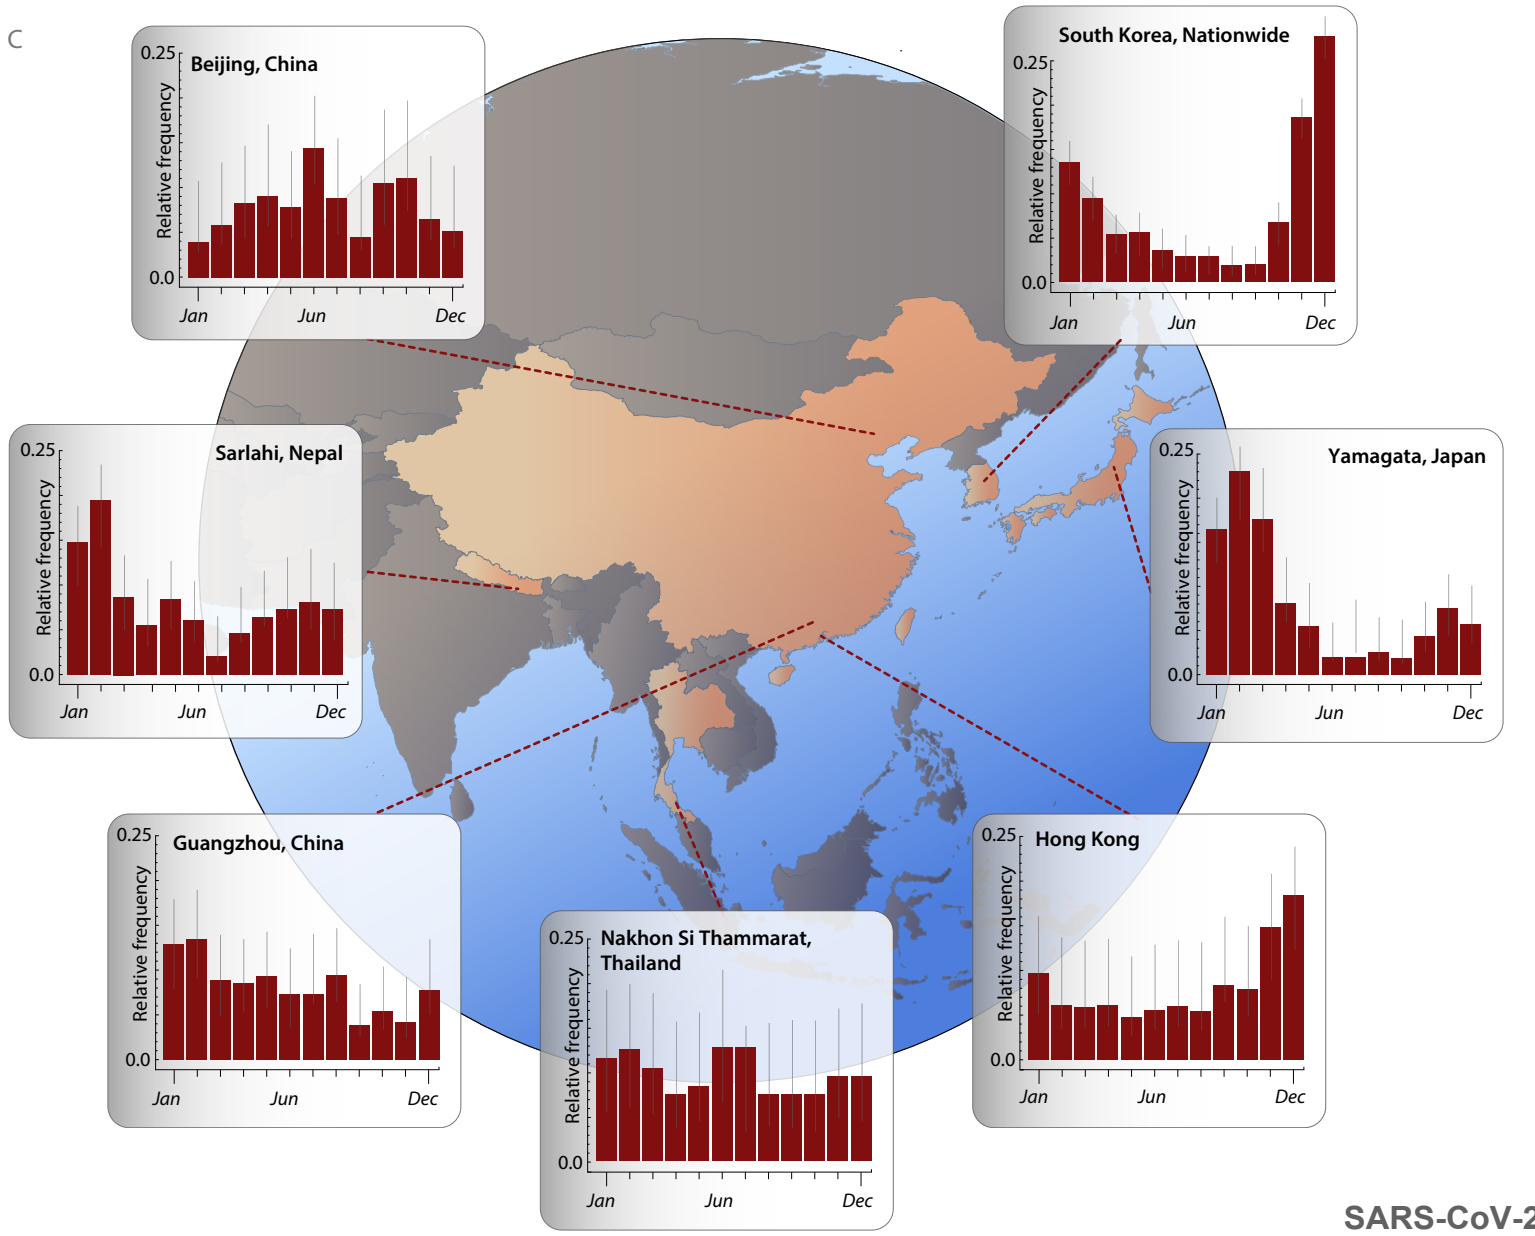 C
Beijing, China
0.25
Relative frequency
0.0
Jan Jun Dec
South Korea, Nationwide
0.25
Relative frequency
0.0
Jan Jun Dec
Sarlahi, Nepal
0.25
Relative frequency
0.0
Jan Jun Dec
Yamagata, Japan
0.25
Relative frequency
0.0
Jan Jun Dec
Guangzhou, China
0.25
Relative frequency
0.0
Jan Jun Dec
Nakhon Si Thammarat,
Thailand
0.25
Relative frequency
0.0
Jan Jun Dec
Hong Kong
0.25
Relative frequency
0.0
Jan Jun Dec
SARS-CoV-2